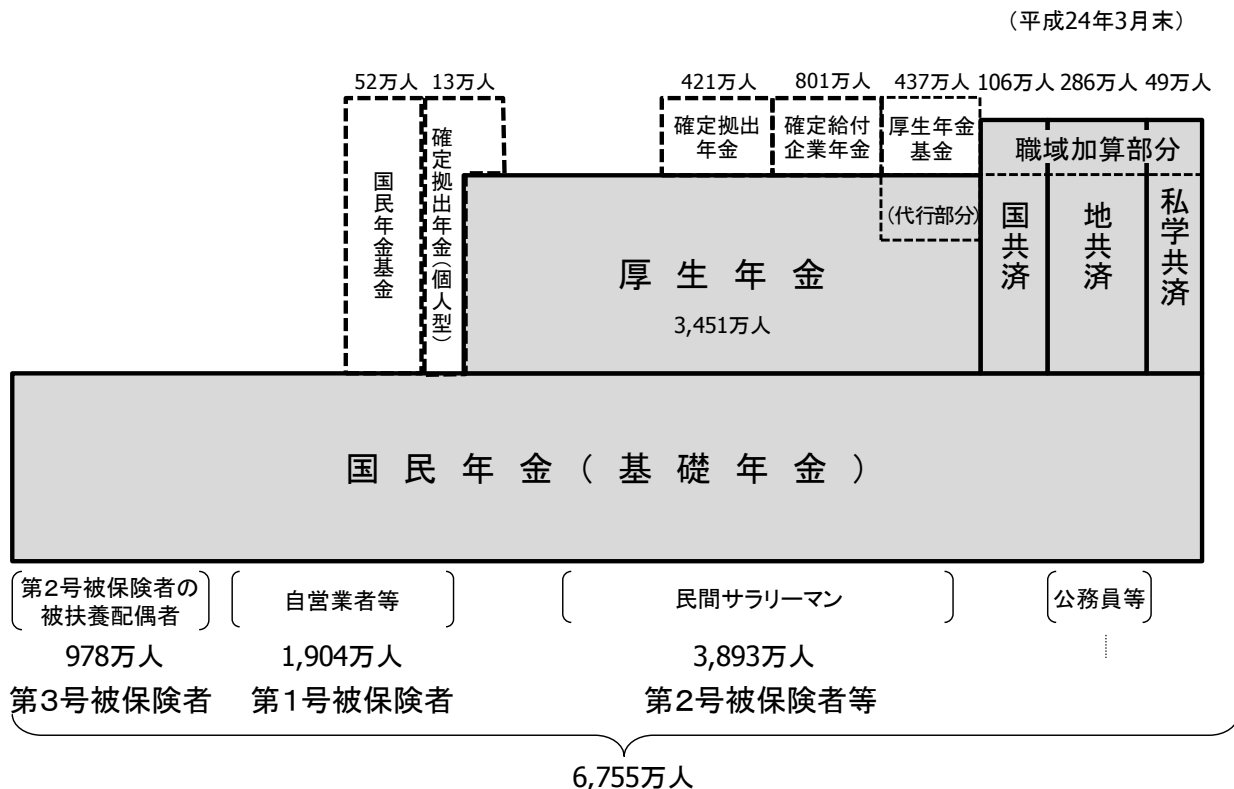 （平成24年3月末）
52万人 13万人 421万人 801万人 437万人 106万人 286万人 49万人
国民年金基金
確定拠出年金（個人型）
確定拠出
年金
確定給付
企業年金
厚生年金
基金
（代行部分）
職域加算部分
国共済
地共済
私学共済
厚生年金
3,451万人
国民年金（基礎年金）
第2号被保険者の
被扶養配偶者
自営業者等
民間サラリーマン
公務員等
978万人 1,904万人 3,893万人
第3号被保険者 第1号被保険者 第2号被保険者等
6,755万人